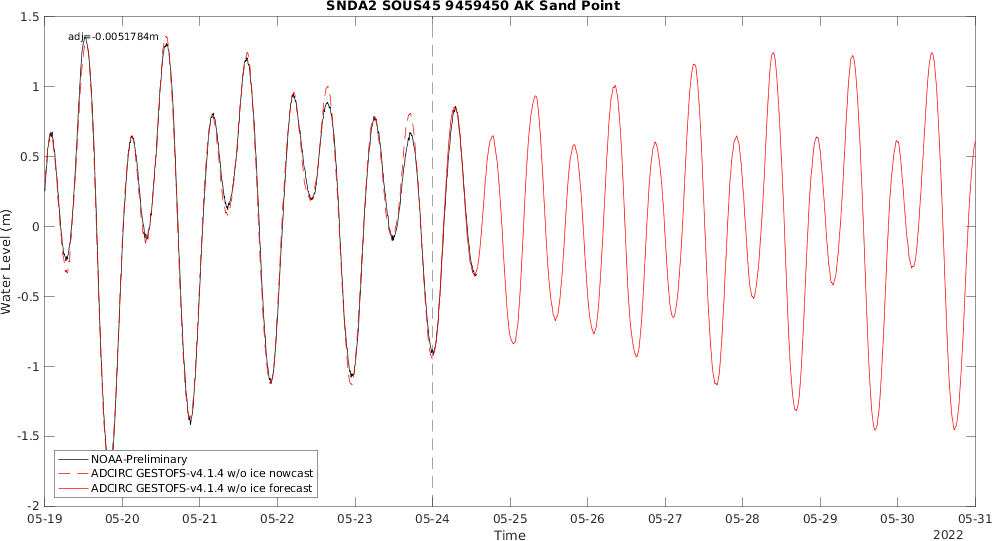 SNDA2 SOUS45 9459450 AK Sand Point
adj=-0.0051784m
1.5
1
0.5
0
-0.5
-1
-1.5
-2
Water Level (m)
NOAA-Preliminary
ADCIRC GESTOFS-v4.1.4 w/o ice nowcast
ADCIRC GESTOFS-v4.1.4 w/o ice forecast
05-19 05-20 05-21 05-22 05-23 05-24 05-25 05-26 05-27 05-28 05-29 05-30 05-31
Time
2022